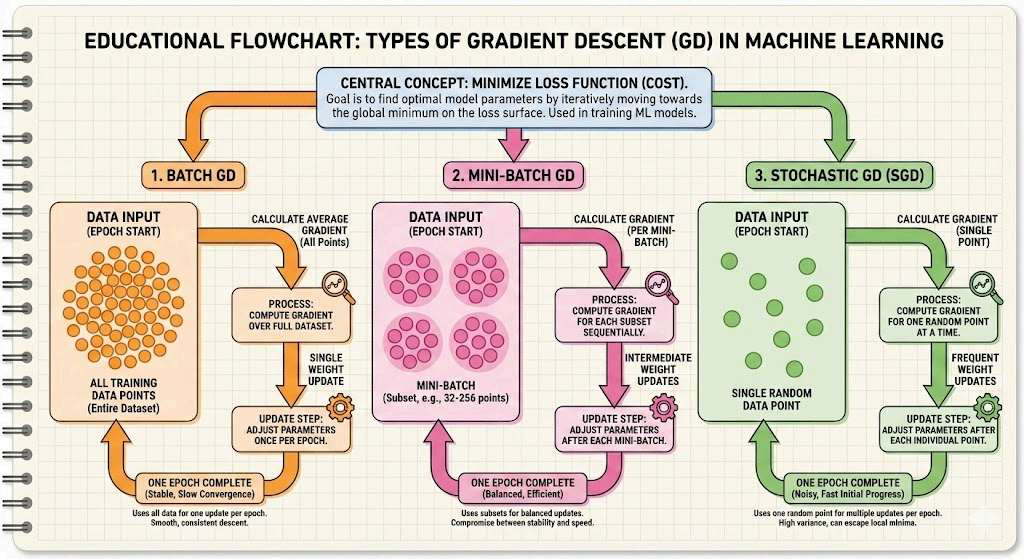 EDUCATIONAL FLOWCHART: TYPES OF GRADIENT DESCENT (GD) IN MACHINE LEARNING
CENTRAL CONCEPT: MINIMIZE LOSS FUNCTION (COST).
Goal is to find optimal model parameters by iteratively moving towards
the global minimum on the loss surface. Used in training ML models.
1. BATCH GD
DATA INPUT
(EPOCH START)
CALCULATE AVERAGE
GRADIENT
(All Points)
PROCESS:
COMPUTE GRADIENT
OVER FULL DATASET.
ALL TRAINING
DATA POINTS
(Entire Dataset)
SINGLE
WEIGHT
UPDATE
UPDATE STEP:
ADJUST PARAMETERS
ONCE PER EPOCH.
ONE EPOCH COMPLETE
(Stable, Slow Convergence)
Uses all data for one update per epoch.
Smooth, consistent descent.
2. MINI-BATCH GD
DATA INPUT
(EPOCH START)
CALCULATE GRADIENT
(PER MINI-
BATCH)
PROCESS:
COMPUTE GRADIENT
FOR EACH SUBSET
SEQUENTIALLY.
MINI-BATCH
(Subset, e.g., 32-256 points)
INTERMEDIATE
WEIGHT
UPDATES
UPDATE STEP:
ADJUST PARAMETERS
AFTER EACH MINI-BATCH.
ONE EPOCH COMPLETE
(Balanced, Efficient)
Uses subsets for balanced updates.
Compromise between stability and speed.
3. STOCHASTIC GD (SGD)
DATA INPUT
(EPOCH START)
CALCULATE GRADIENT
(SINGLE
POINT)
PROCESS:
COMPUTE GRADIENT
FOR ONE RANDOM POINT
AT A TIME.
SINGLE RANDOM
DATA POINT
FREQUENT
WEIGHT
UPDATES
UPDATE STEP:
ADJUST PARAMETERS AFTER
EACH INDIVIDUAL POINT.
ONE EPOCH COMPLETE
(Noisy, Fast Initial Progress)
Uses one random point for multiple updates per epoch.
High variance, can escape local minima.